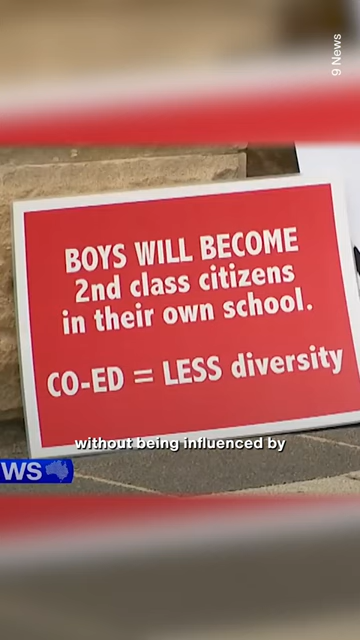 9 News
BOYS WILL BECOME
2nd class citizens
in their own school.
CO-ED = LESS diversity
without being influenced by
WS